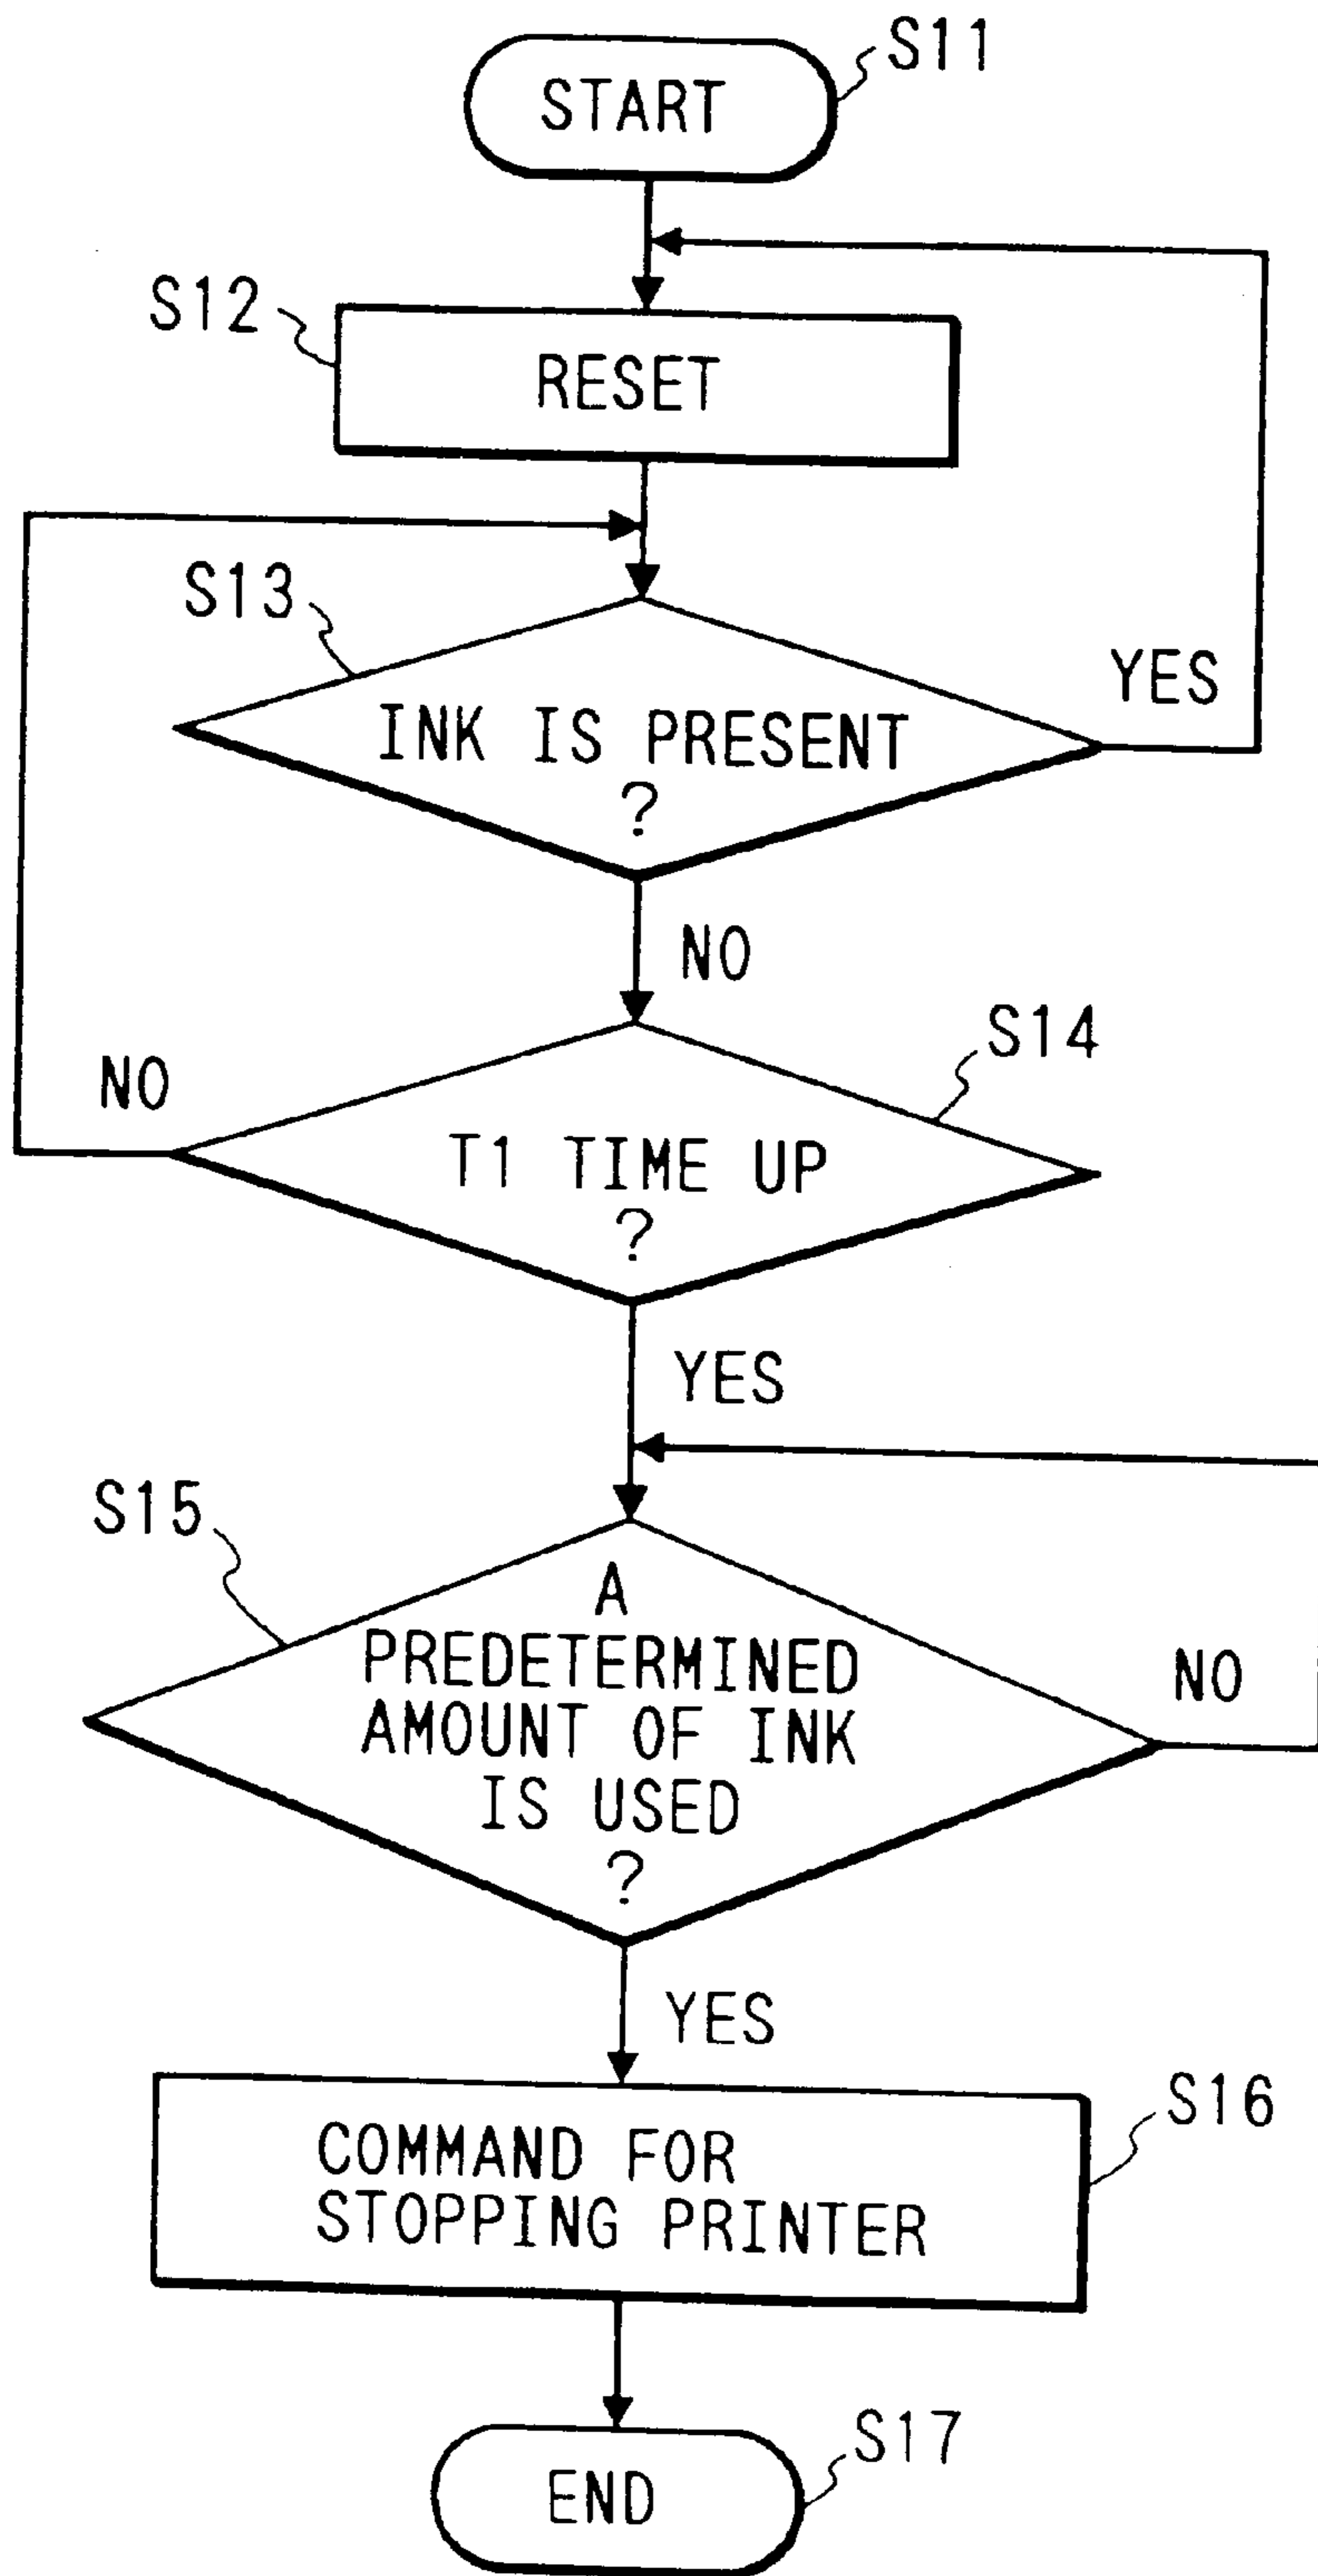 START
S11
S12
RESET
S13
INK IS PRESENT
?
YES
NO
S14
NO
T1 TIME UP
?
YES
S15
A
PREDETERMINED
AMOUNT OF INK
IS USED
?
NO
YES
S16
COMMAND FOR
STOPPING PRINTER
S17
END